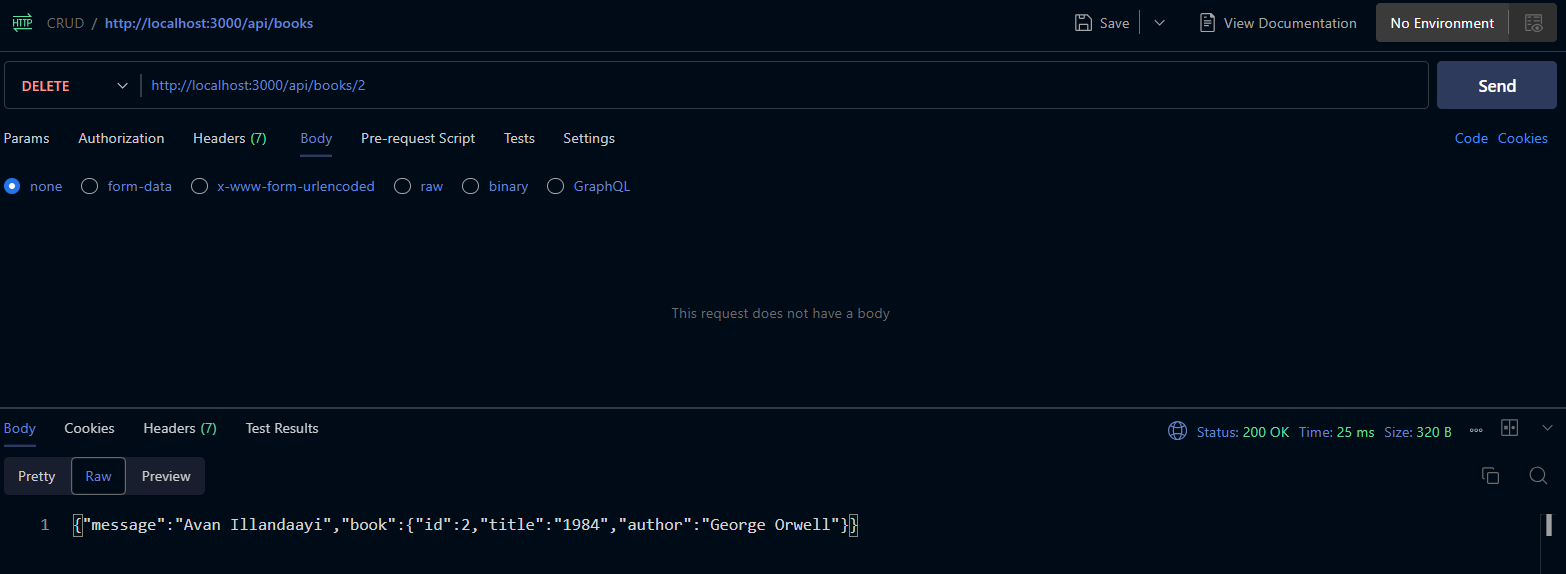 HTTP CRUD / http://localhost:3000/api/books Save View Documentation No Environment
DELETE http://localhost:3000/api/books/2 Send
Params Authorization Headers (7) Body Pre-request Script Tests Settings Code Cookies
none form-data x-www-form-urlencoded raw binary GraphQL
This request does not have a body
Body Cookies Headers (7) Test Results Status: 200 OK Time: 25 ms Size: 320 B
Pretty Raw Preview
1 {"message":"Avan Illandaayi","book":{"id":2,"title":"1984","author":"George Orwell"}}